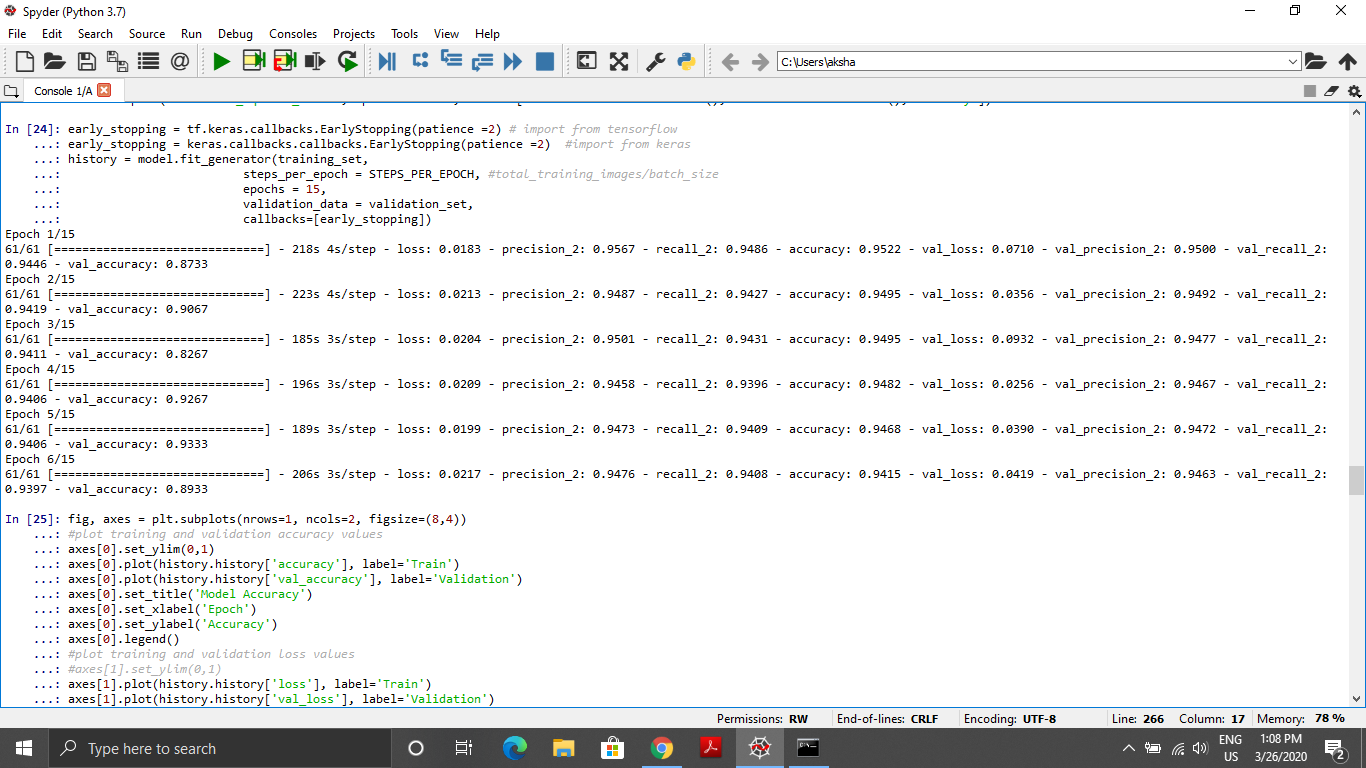 Spyder (Python 3.7)
File Edit Search Source Run Debug Consoles Projects Tools View Help
C:\Users\aksha
Console 1/A
In [24]: early_stopping = tf.keras.callbacks.EarlyStopping(patience =2) # import from tensorflow
...: early_stopping = keras.callbacks.callbacks.EarlyStopping(patience =2)  #import from keras
...: history = model.fit_generator(training_set,
...: steps_per_epoch = STEPS_PER_EPOCH, #total_training_images/batch_size
...: epochs = 15,
...: validation_data = validation_set,
...: callbacks=[early_stopping])
Epoch 1/15
61/61 [==============================] - 218s 4s/step - loss: 0.0183 - precision_2: 0.9567 - recall_2: 0.9486 - accuracy: 0.9522 - val_loss: 0.0710 - val_precision_2: 0.9500 - val_recall_2:
0.9446 - val_accuracy: 0.8733
Epoch 2/15
61/61 [==============================] - 223s 4s/step - loss: 0.0213 - precision_2: 0.9487 - recall_2: 0.9427 - accuracy: 0.9495 - val_loss: 0.0356 - val_precision_2: 0.9492 - val_recall_2:
0.9419 - val_accuracy: 0.9067
Epoch 3/15
61/61 [==============================] - 185s 3s/step - loss: 0.0204 - precision_2: 0.9501 - recall_2: 0.9431 - accuracy: 0.9495 - val_loss: 0.0932 - val_precision_2: 0.9477 - val_recall_2:
0.9411 - val_accuracy: 0.8267
Epoch 4/15
61/61 [==============================] - 196s 3s/step - loss: 0.0209 - precision_2: 0.9458 - recall_2: 0.9396 - accuracy: 0.9482 - val_loss: 0.0256 - val_precision_2: 0.9467 - val_recall_2:
0.9406 - val_accuracy: 0.9267
Epoch 5/15
61/61 [==============================] - 189s 3s/step - loss: 0.0199 - precision_2: 0.9473 - recall_2: 0.9409 - accuracy: 0.9468 - val_loss: 0.0390 - val_precision_2: 0.9472 - val_recall_2:
0.9406 - val_accuracy: 0.9333
Epoch 6/15
61/61 [==============================] - 206s 3s/step - loss: 0.0217 - precision_2: 0.9476 - recall_2: 0.9408 - accuracy: 0.9415 - val_loss: 0.0419 - val_precision_2: 0.9463 - val_recall_2:
0.9397 - val_accuracy: 0.8933
In [25]: fig, axes = plt.subplots(nrows=1, ncols=2, figsize=(8,4))
...: #plot training and validation accuracy values
...: axes[0].set_ylim(0,1)
...: axes[0].plot(history.history['accuracy'], label='Train')
...: axes[0].plot(history.history['val_accuracy'], label='Validation')
...: axes[0].set_title('Model Accuracy')
...: axes[0].set_xlabel('Epoch')
...: axes[0].set_ylabel('Accuracy')
...: axes[0].legend()
...: #plot training and validation loss values
...: #axes[1].set_ylim(0,1)
...: axes[1].plot(history.history['loss'], label='Train')
...: axes[1].plot(history.history['val_loss'], label='Validation')
Permissions: RW End-of-lines: CRLF Encoding: UTF-8 Line: 266 Column: 17 Memory: 78 %
Type here to search
ENG 1:08 PM
US 3/26/2020 2